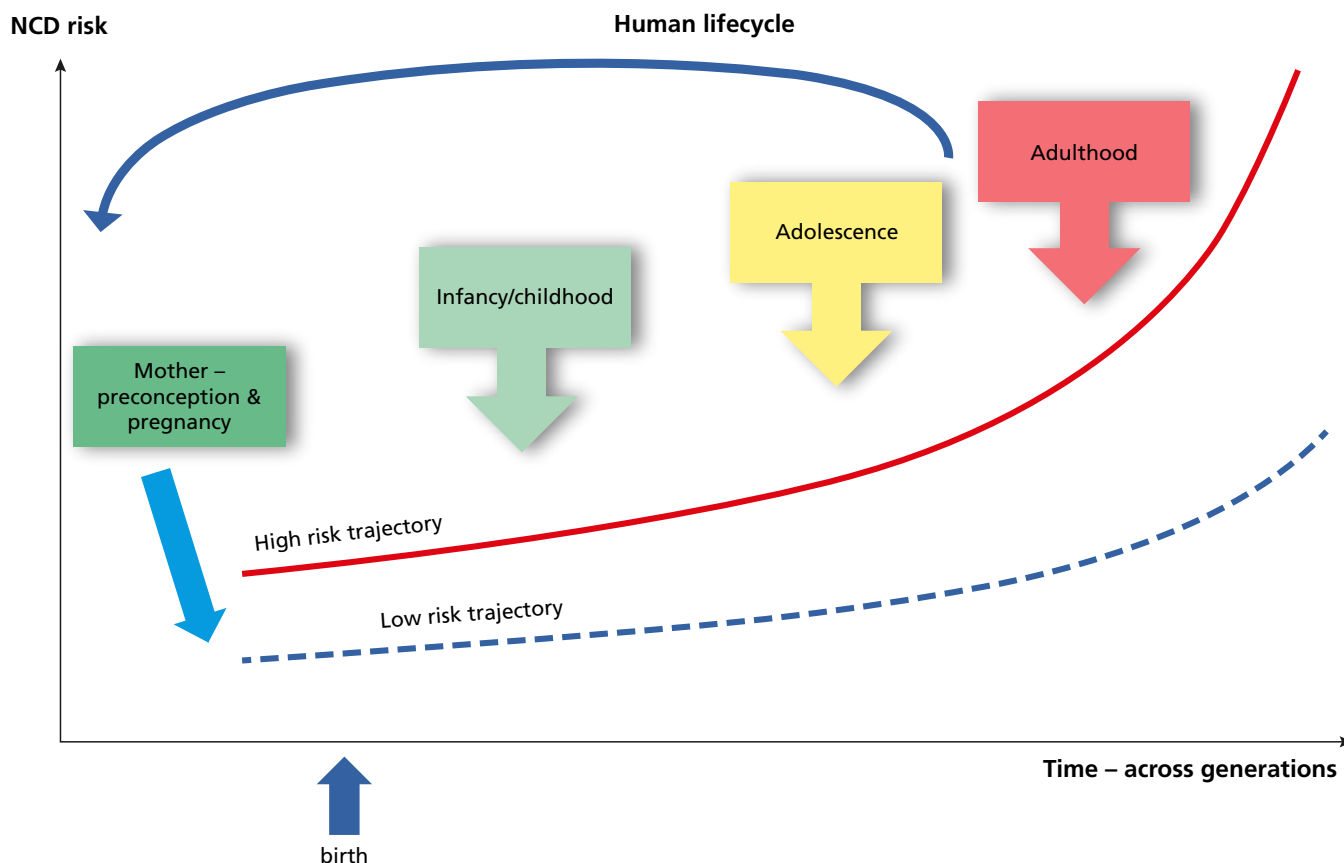 NCD risk
Human lifecycle
Adulthood
Adolescence
Infancy/childhood
Mother –
preconception &
pregnancy
High risk trajectory
Low risk trajectory
Time – across generations
birth